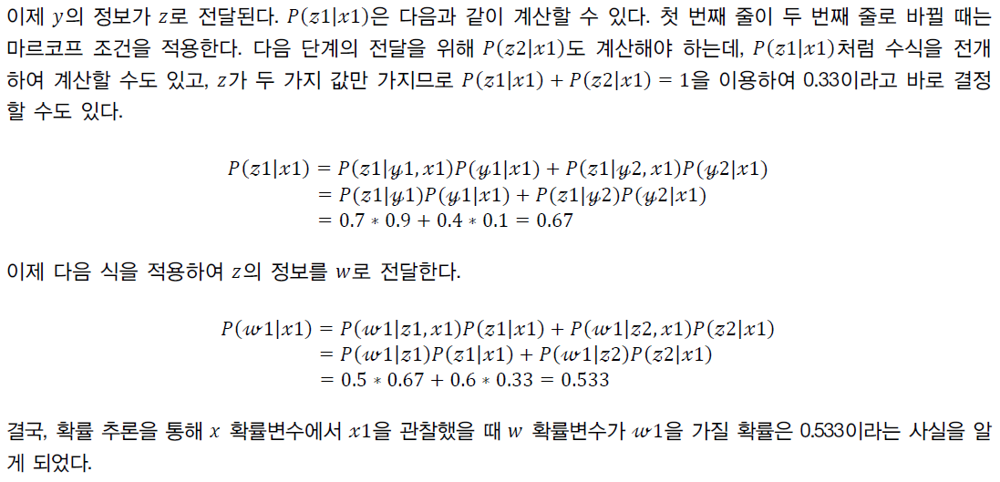 이제 y의 정보가 z로 전달된다. P(z1|x1)은 다음과 같이 계산할 수 있다. 첫 번째 줄이 두 번째 줄로 바뀔 때는
마르코프 조건을 적용한다. 다음 단계의 전달을 위해 P(z2|x1)도 계산해야 하는데, P(z1|x1)처럼 수식을 전개
하여 계산할 수도 있고, z가 두 가지 값만 가지므로 P(z1|x1) + P(z2|x1) = 1을 이용하여 0.33이라고 바로 결정
할 수도 있다.
P(z1|x1) = P(z1|y1, x1)P(y1|x1) + P(z1|y2, x1)P(y2|x1)
= P(z1|y1)P(y1|x1) + P(z1|y2)P(y2|x1)
= 0.7 * 0.9 + 0.4 * 0.1 = 0.67
이제 다음 식을 적용하여 z의 정보를 w로 전달한다.
P(w1|x1) = P(w1|z1, x1)P(z1|x1) + P(w1|z2, x1)P(z2|x1)
= P(w1|z1)P(z1|x1) + P(w1|z2)P(z2|x1)
= 0.5 * 0.67 + 0.6 * 0.33 = 0.533
결국, 확률 추론을 통해 x 확률변수에서 x1을 관찰했을 때 w 확률변수가 w1을 가질 확률은 0.533이라는 사실을 알
게 되었다.